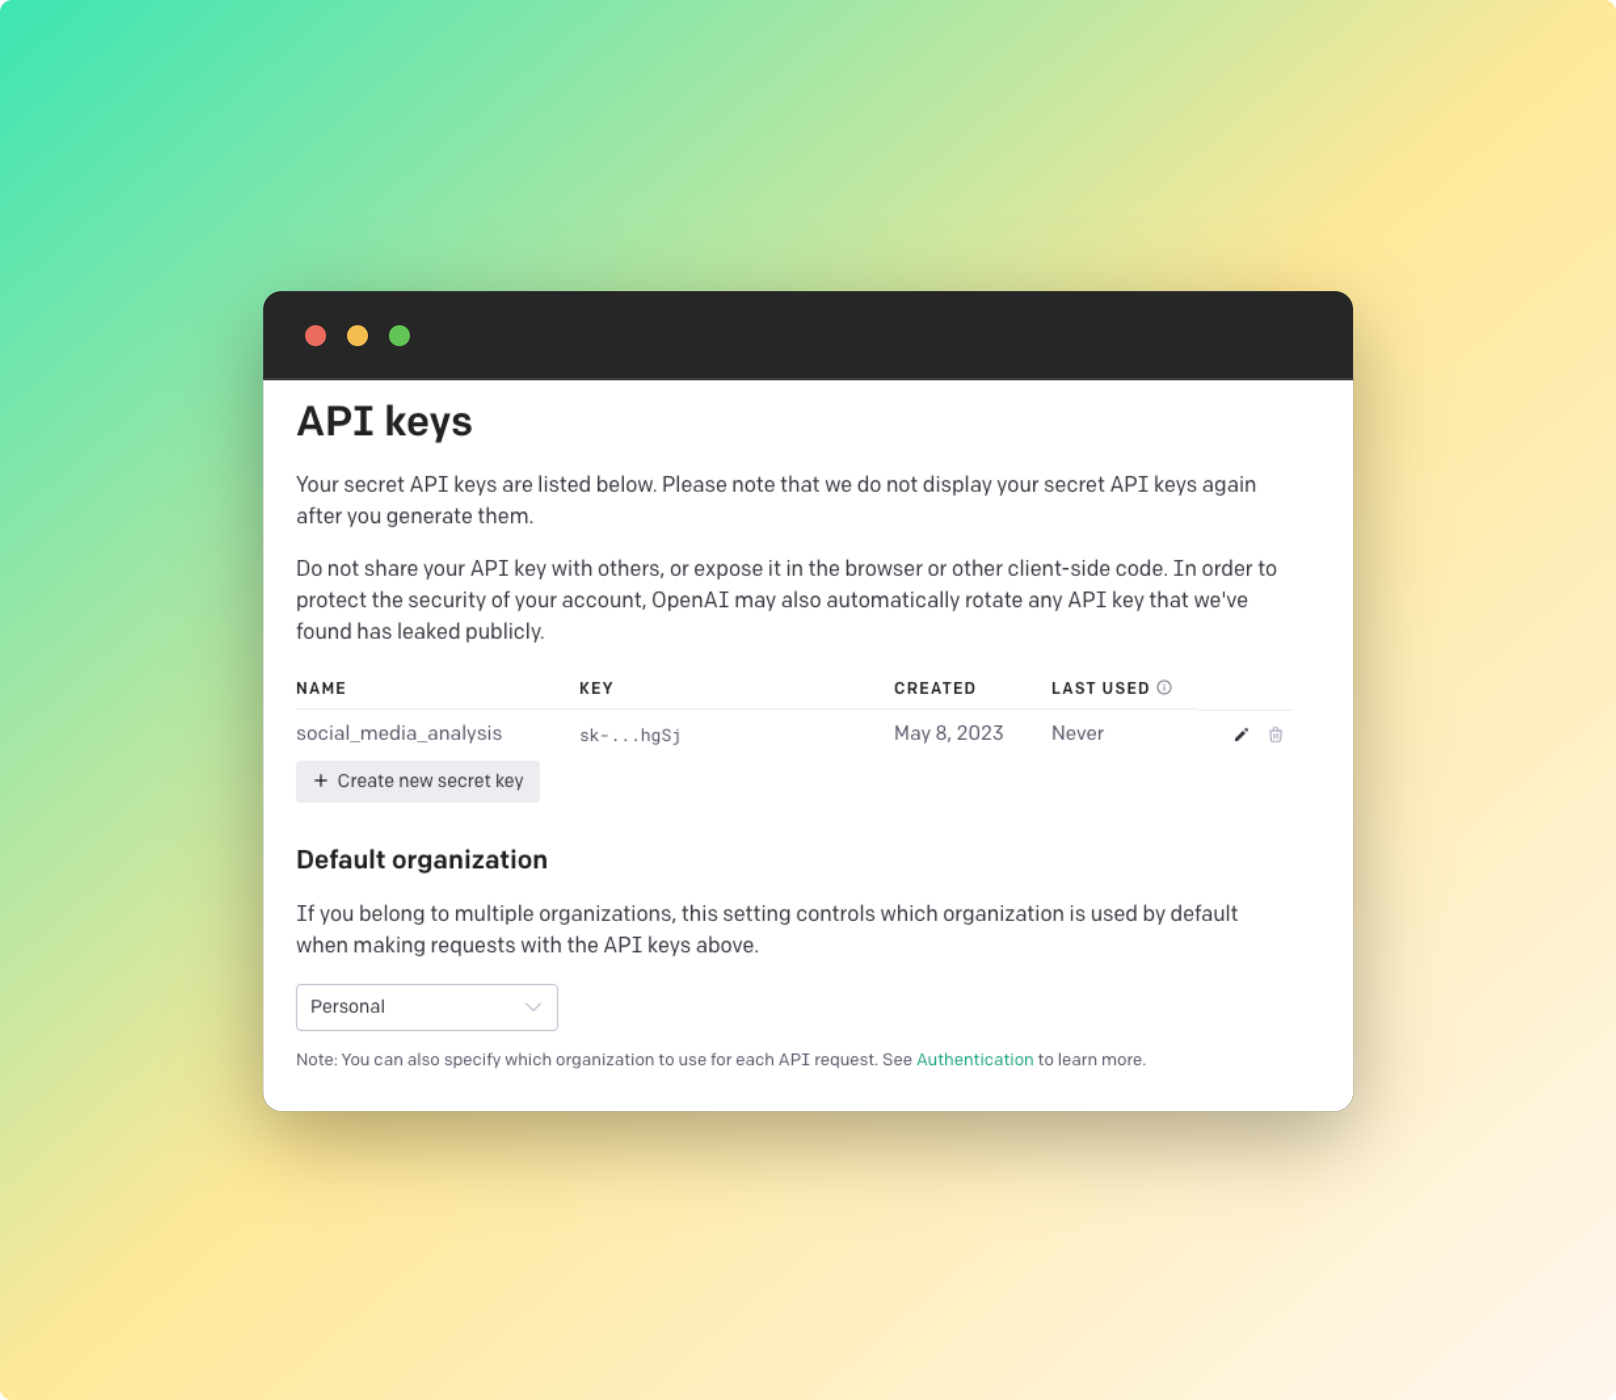 API keys
Your secret API keys are listed below. Please note that we do not display your secret API keys again
after you generate them.
Do not share your API key with others, or expose it in the browser or other client-side code. In order to
protect the security of your account, OpenAI may also automatically rotate any API key that we've
found has leaked publicly.
NAME KEY CREATED LAST USED
social_media_analysis sk-...hgSj May 8, 2023 Never
+ Create new secret key
Default organization
If you belong to multiple organizations, this setting controls which organization is used by default
when making requests with the API keys above.
Personal
Note: You can also specify which organization to use for each API request. See Authentication to learn more.